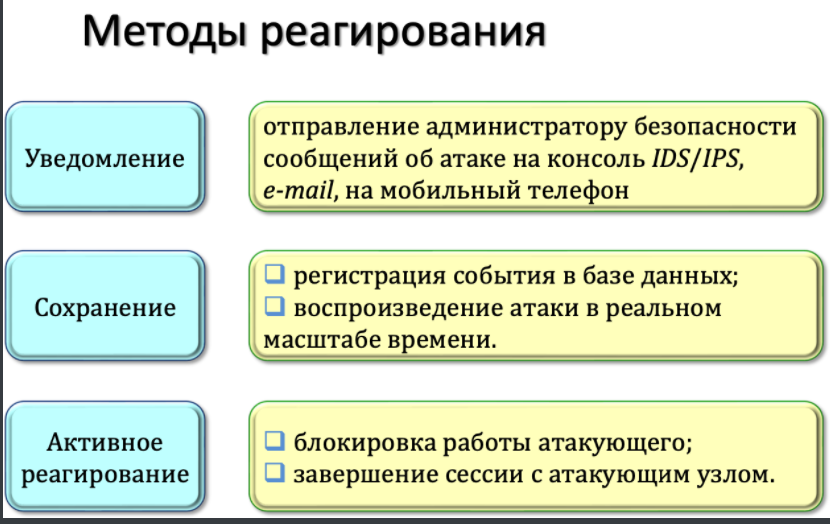 Методы реагирования
Уведомление
отправление администратору безопасности
сообщений об атаке на консоль IDS/IPS,
e-mail, на мобильный телефон
Сохранение
❑ регистрация события в базе данных;
❑ воспроизведение атаки в реальном
масштабе времени.
Активное
реагирование
❑ блокировка работы атакующего;
❑ завершение сессии с атакующим узлом.